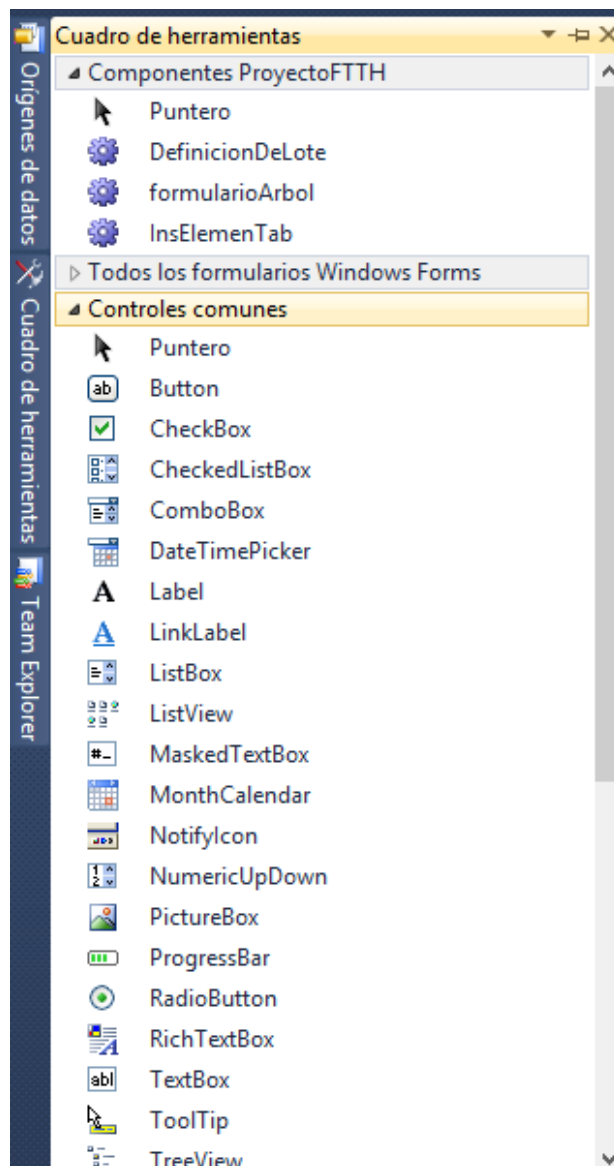 Orígenes de datos
Cuadro de herramientas
Team Explorer
Cuadro de herramientas
Componentes ProyectoFTTH
Puntero
DefinicionDeLote
formularioArbol
InsElemenTab
Todos los formularios Windows Forms
Controles comunes
Puntero
Button
CheckBox
CheckedListBox
ComboBox
DateTimePicker
Label
LinkLabel
ListBox
ListView
MaskedTextBox
MonthCalendar
NotifyIcon
NumericUpDown
PictureBox
ProgressBar
RadioButton
RichTextBox
TextBox
ToolTip
TreeView